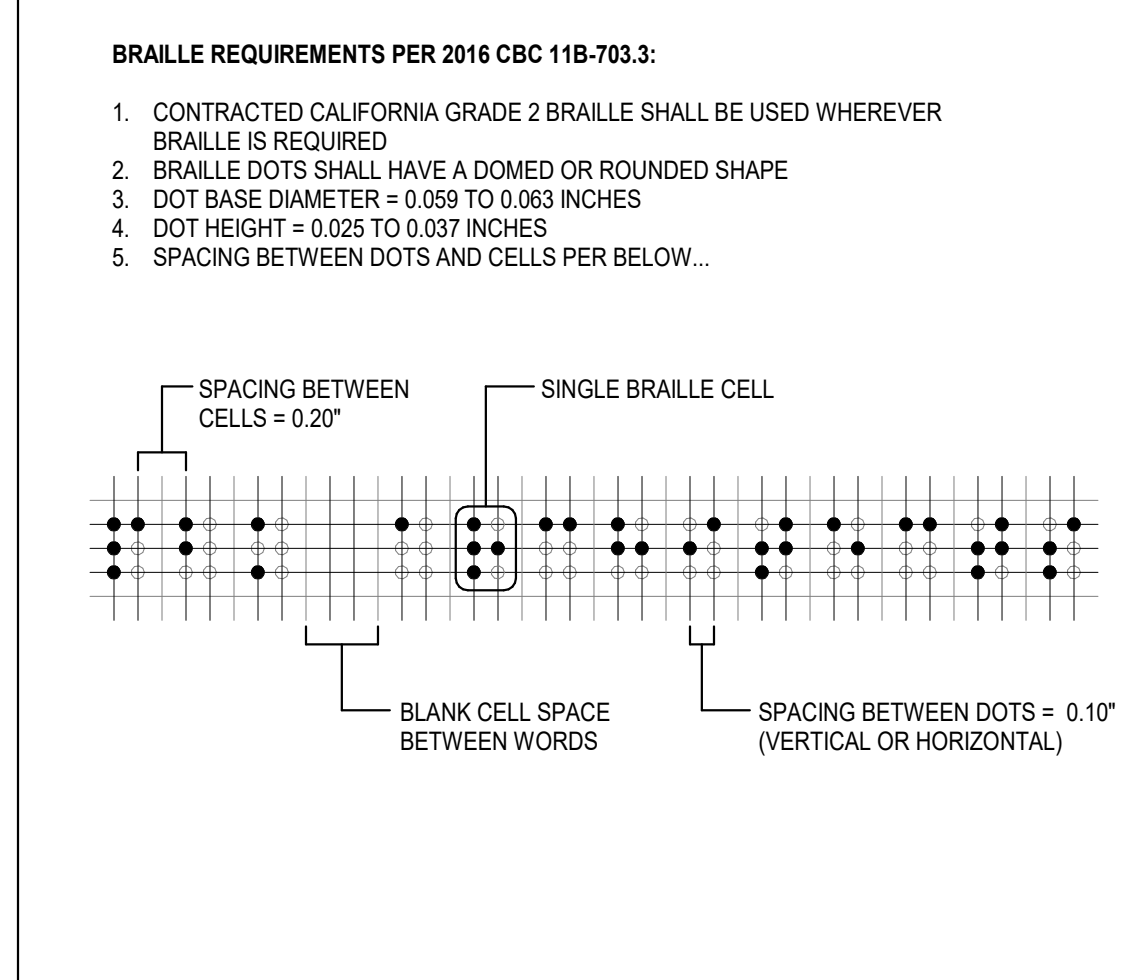 BRAILLE REQUIREMENTS PER 2016 CBC 11B-703.3:
1. CONTRACTED CALIFORNIA GRADE 2 BRAILLE SHALL BE USED WHEREVER
BRAILLE IS REQUIRED
2. BRAILLE DOTS SHALL HAVE A DOMED OR ROUNDED SHAPE
3. DOT BASE DIAMETER = 0.059 TO 0.063 INCHES
4. DOT HEIGHT = 0.025 TO 0.037 INCHES
5. SPACING BETWEEN DOTS AND CELLS PER BELOW...
SPACING BETWEEN
CELLS = 0.20"
SINGLE BRAILLE CELL
⠏⠃⠅ ⠁⠗⠉⠓⠊⠞⠑⠉⠞⠎
BLANK CELL SPACE
BETWEEN WORDS
SPACING BETWEEN DOTS = 0.10"
(VERTICAL OR HORIZONTAL)